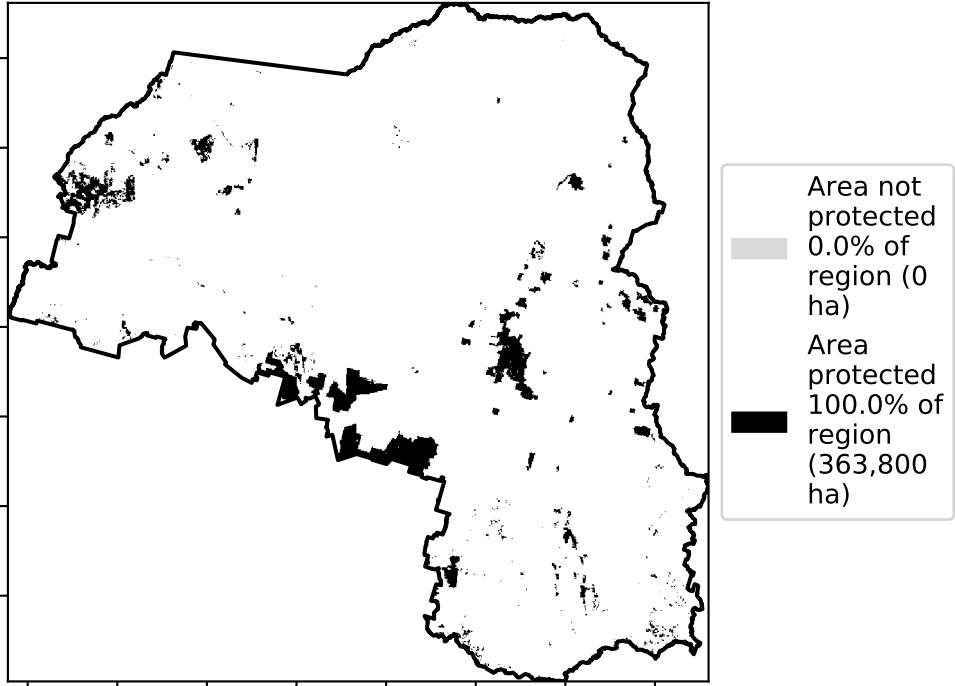 Area not
protected
0.0% of
region (0
ha)
Area
protected
100.0% of
region
(363,800
ha)